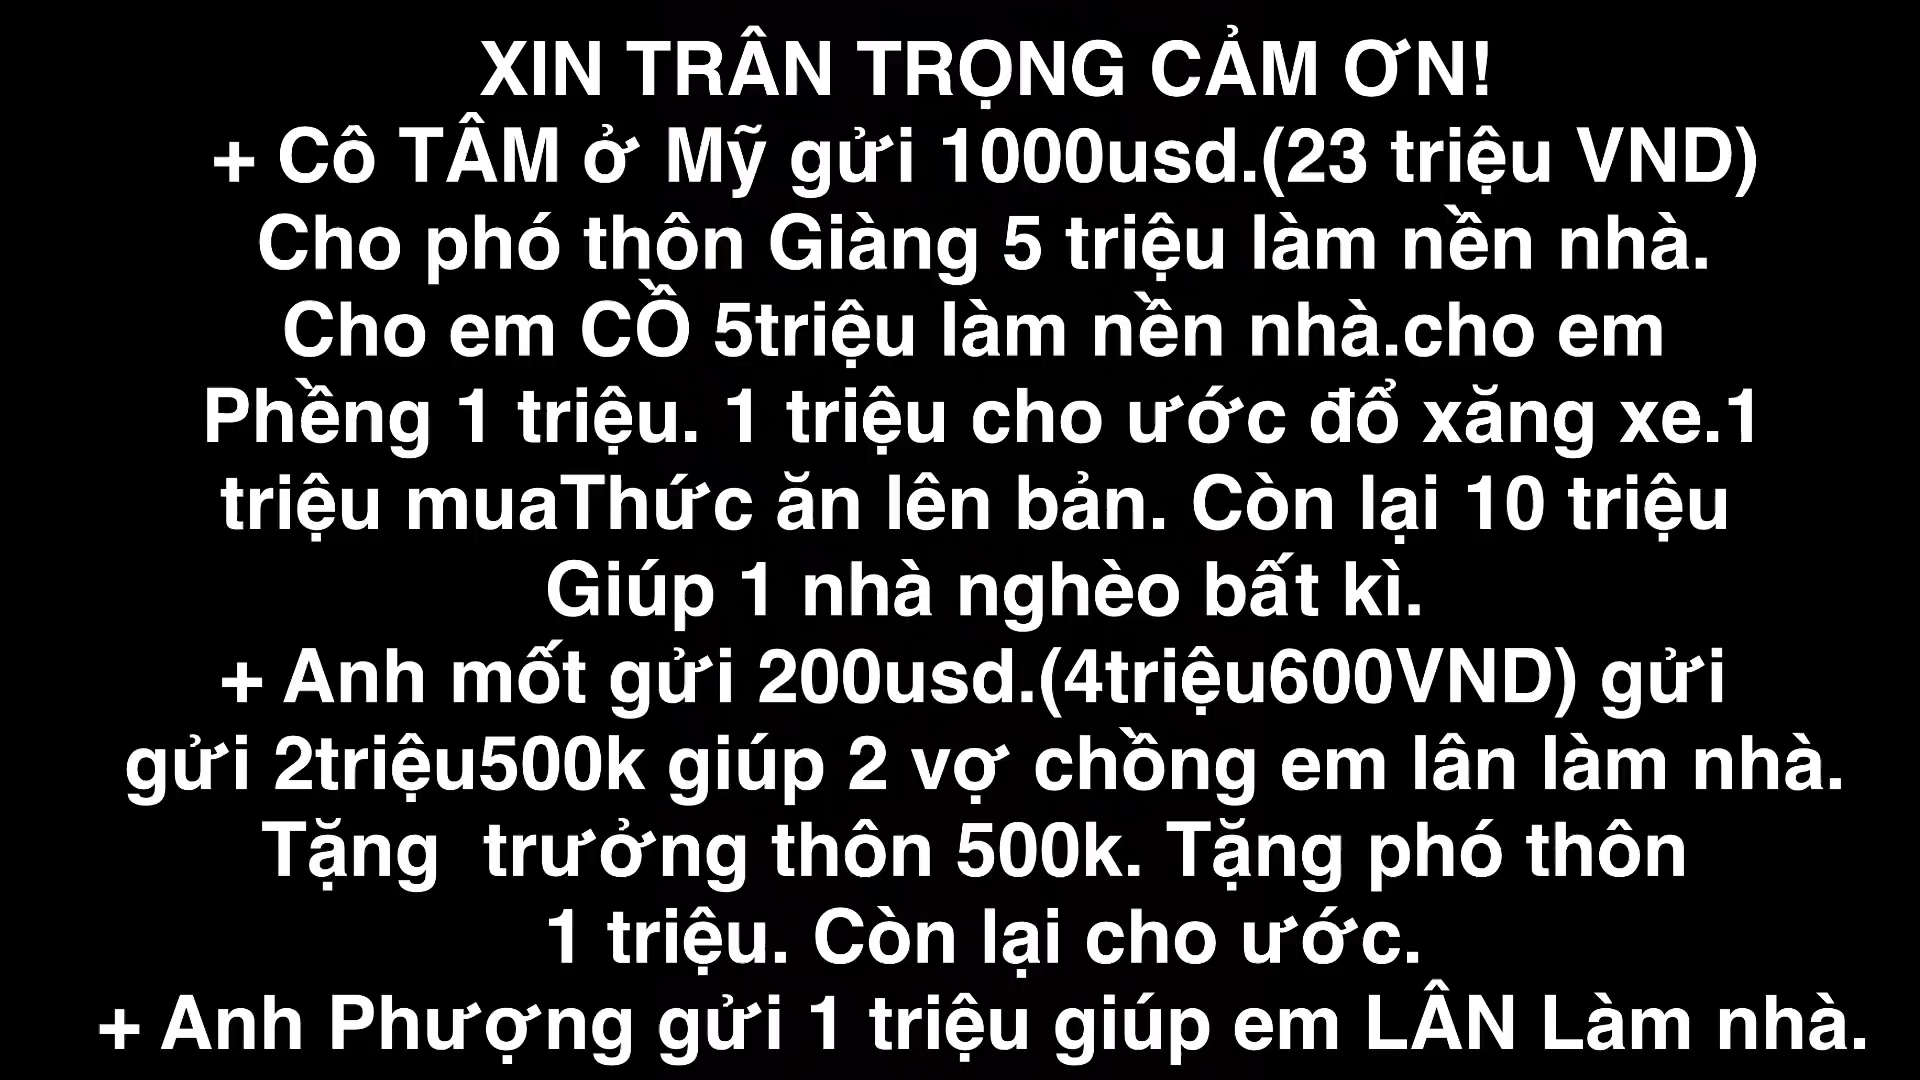 XIN TRÂN TRỌNG CẢM ƠN!
+ Cô TÂM ở Mỹ gửi 1000usd.(23 triệu VND)
Cho phó thôn Giàng 5 triệu làm nền nhà.
Cho em CỒ 5triệu làm nền nhà.cho em
Phềng 1 triệu. 1 triệu cho ước đổ xăng xe.1
triệu muaThức ăn lên bản. Còn lại 10 triệu
Giúp 1 nhà nghèo bất kì.
+ Anh mốt gửi 200usd.(4triệu600VND) gửi
gửi 2triệu500k giúp 2 vợ chồng em lân làm nhà.
Tặng  trưởng thôn 500k. Tặng phó thôn
1 triệu. Còn lại cho ước.
+ Anh Phượng gửi 1 triệu giúp em LÂN Làm nhà.